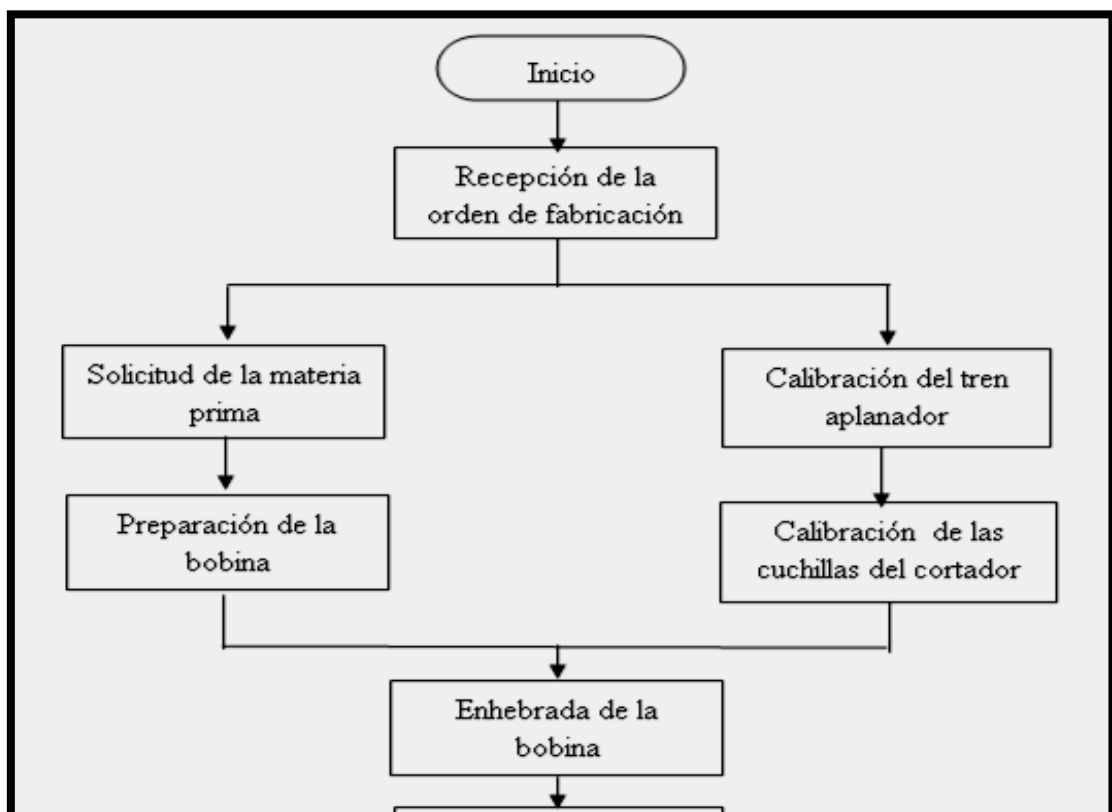 Inicio
Recepción de la
orden de fabricación
Solicitud de la materia
prima
Calibración del tren
aplanador
Preparación de la
bobina
Calibración de las
cuchillas del cortador
Enhebrada de la
bobina